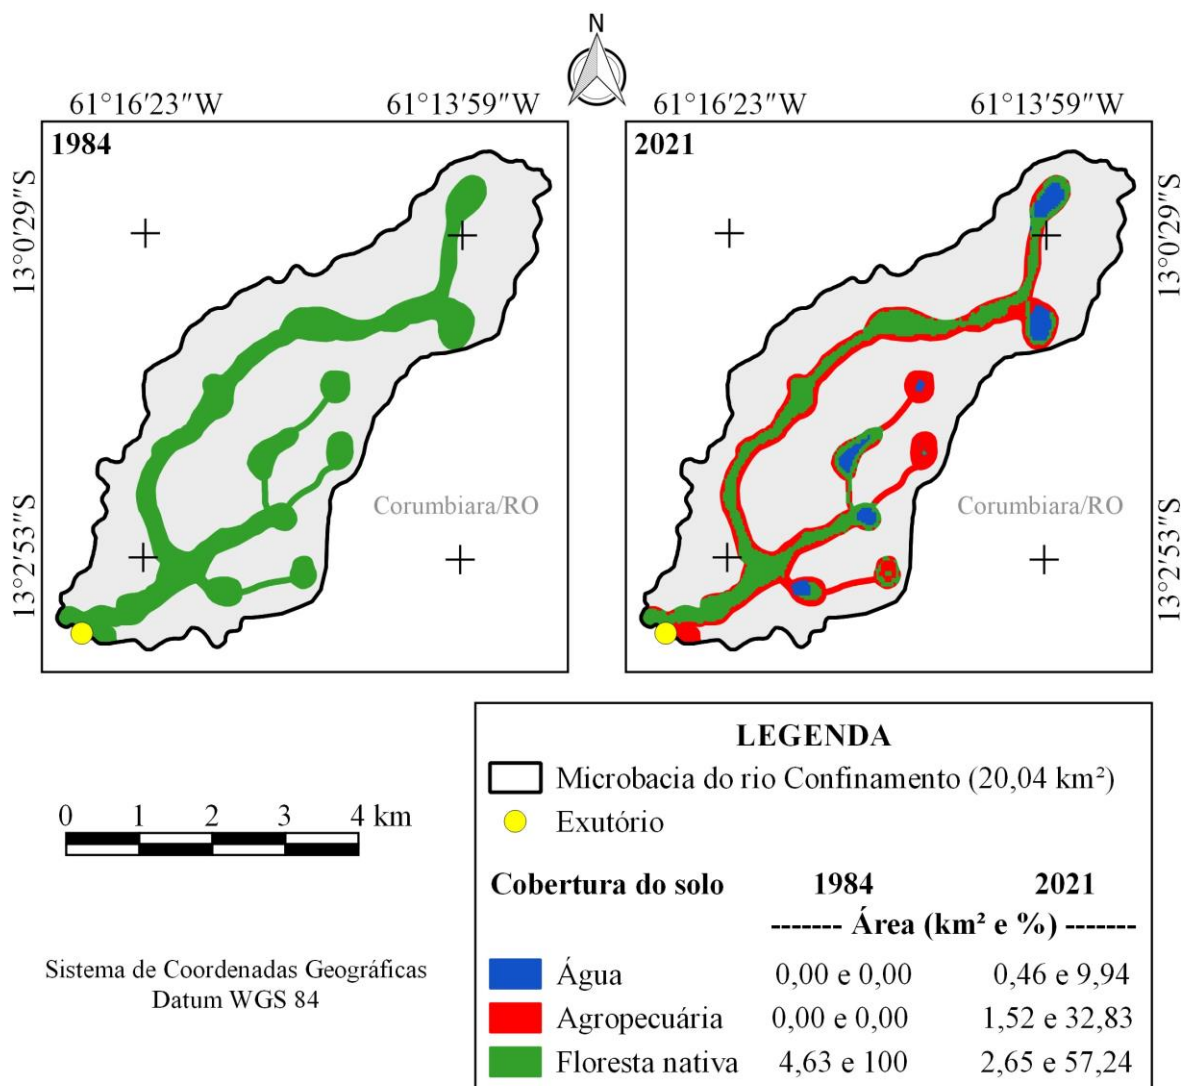 N
61°16'23"W 61°13'59"W 61°16'23"W 61°13'59"W
1984 2021
13°0'29"S 13°0'29"S
Corumbiara/RO Corumbiara/RO
13°2'53"S 13°2'53"S
LEGENDA
Microbacia do rio Confinamento (20,04 km²)
Exutório
0 1 2 3 4 km
Cobertura do solo 1984 2021
------- Área (km² e %) -------
Sistema de Coordenadas Geográficas
Datum WGS 84
Água 0,00 e 0,00 0,46 e 9,94
Agropecuária 0,00 e 0,00 1,52 e 32,83
Floresta nativa 4,63 e 100 2,65 e 57,24